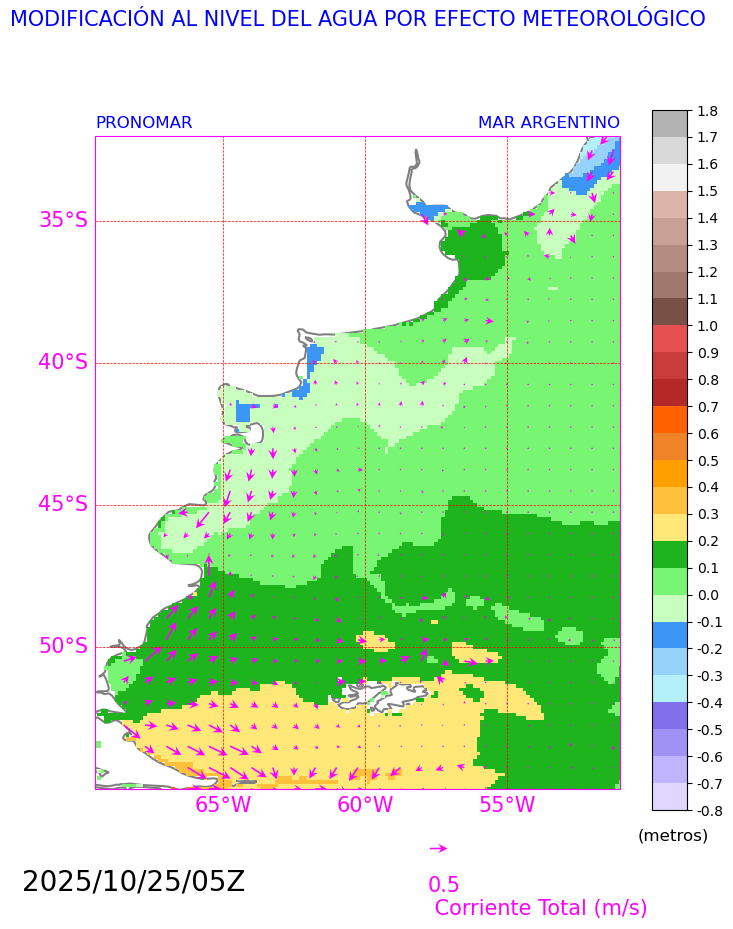 MODIFICACIÓN AL NIVEL DEL AGUA POR EFECTO METEOROLÓGICO
PRONOMAR
MAR ARGENTINO
35°S
40°S
45°S
50°S
65°W
60°W
55°W
1.8
1.7
1.6
1.5
1.4
1.3
1.2
1.1
1.0
0.9
0.8
0.7
0.6
0.5
0.4
0.3
0.2
0.1
0.0
-0.1
-0.2
-0.3
-0.4
-0.5
-0.6
-0.7
-0.8
(metros)
2025/10/25/05Z
0.5
Corriente Total (m/s)